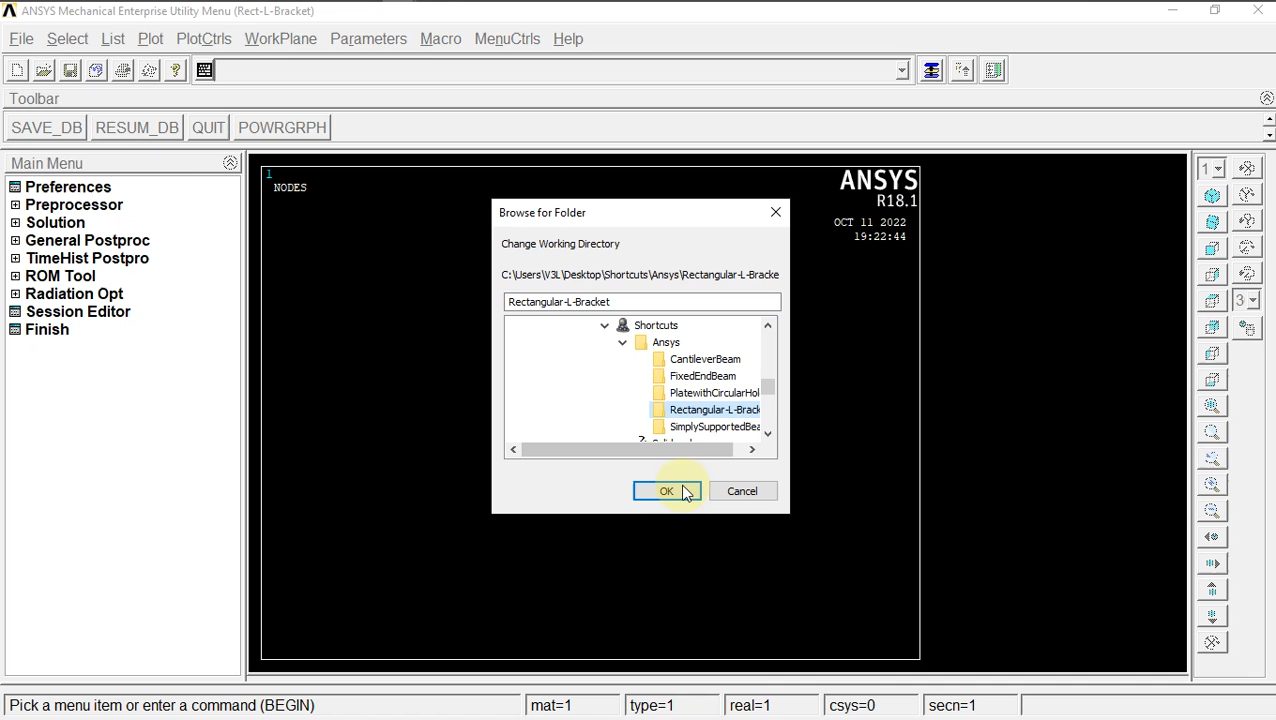 ANSYS Mechanical Enterprise Utility Menu (Rect-L-Bracket)
File Select List Plot PlotCtrls WorkPlane Parameters Macro MenuCtrls Help
Toolbar
SAVE_DB RESUM_DB QUIT POWRGRPH
Main Menu
Preferences
Preprocessor
Solution
General Postproc
TimeHist Postpro
ROM Tool
Radiation Opt
Session Editor
Finish
1
NODES
ANSYS
R18.1
OCT 11 2022
19:22:44
Browse for Folder
Change Working Directory
C:\Users\V3L\Desktop\Shortcuts\Ansys\Rectangular-L-Bracke
Rectangular-L-Bracket
Shortcuts
Ansys
CantileverBeam
FixedEndBeam
PlatewithCircularHol
Rectangular-L-Brack
SimplySupportedBea
OK Cancel
1
3
Pick a menu item or enter a command (BEGIN) mat=1 type=1 real=1 csys=0 secn=1